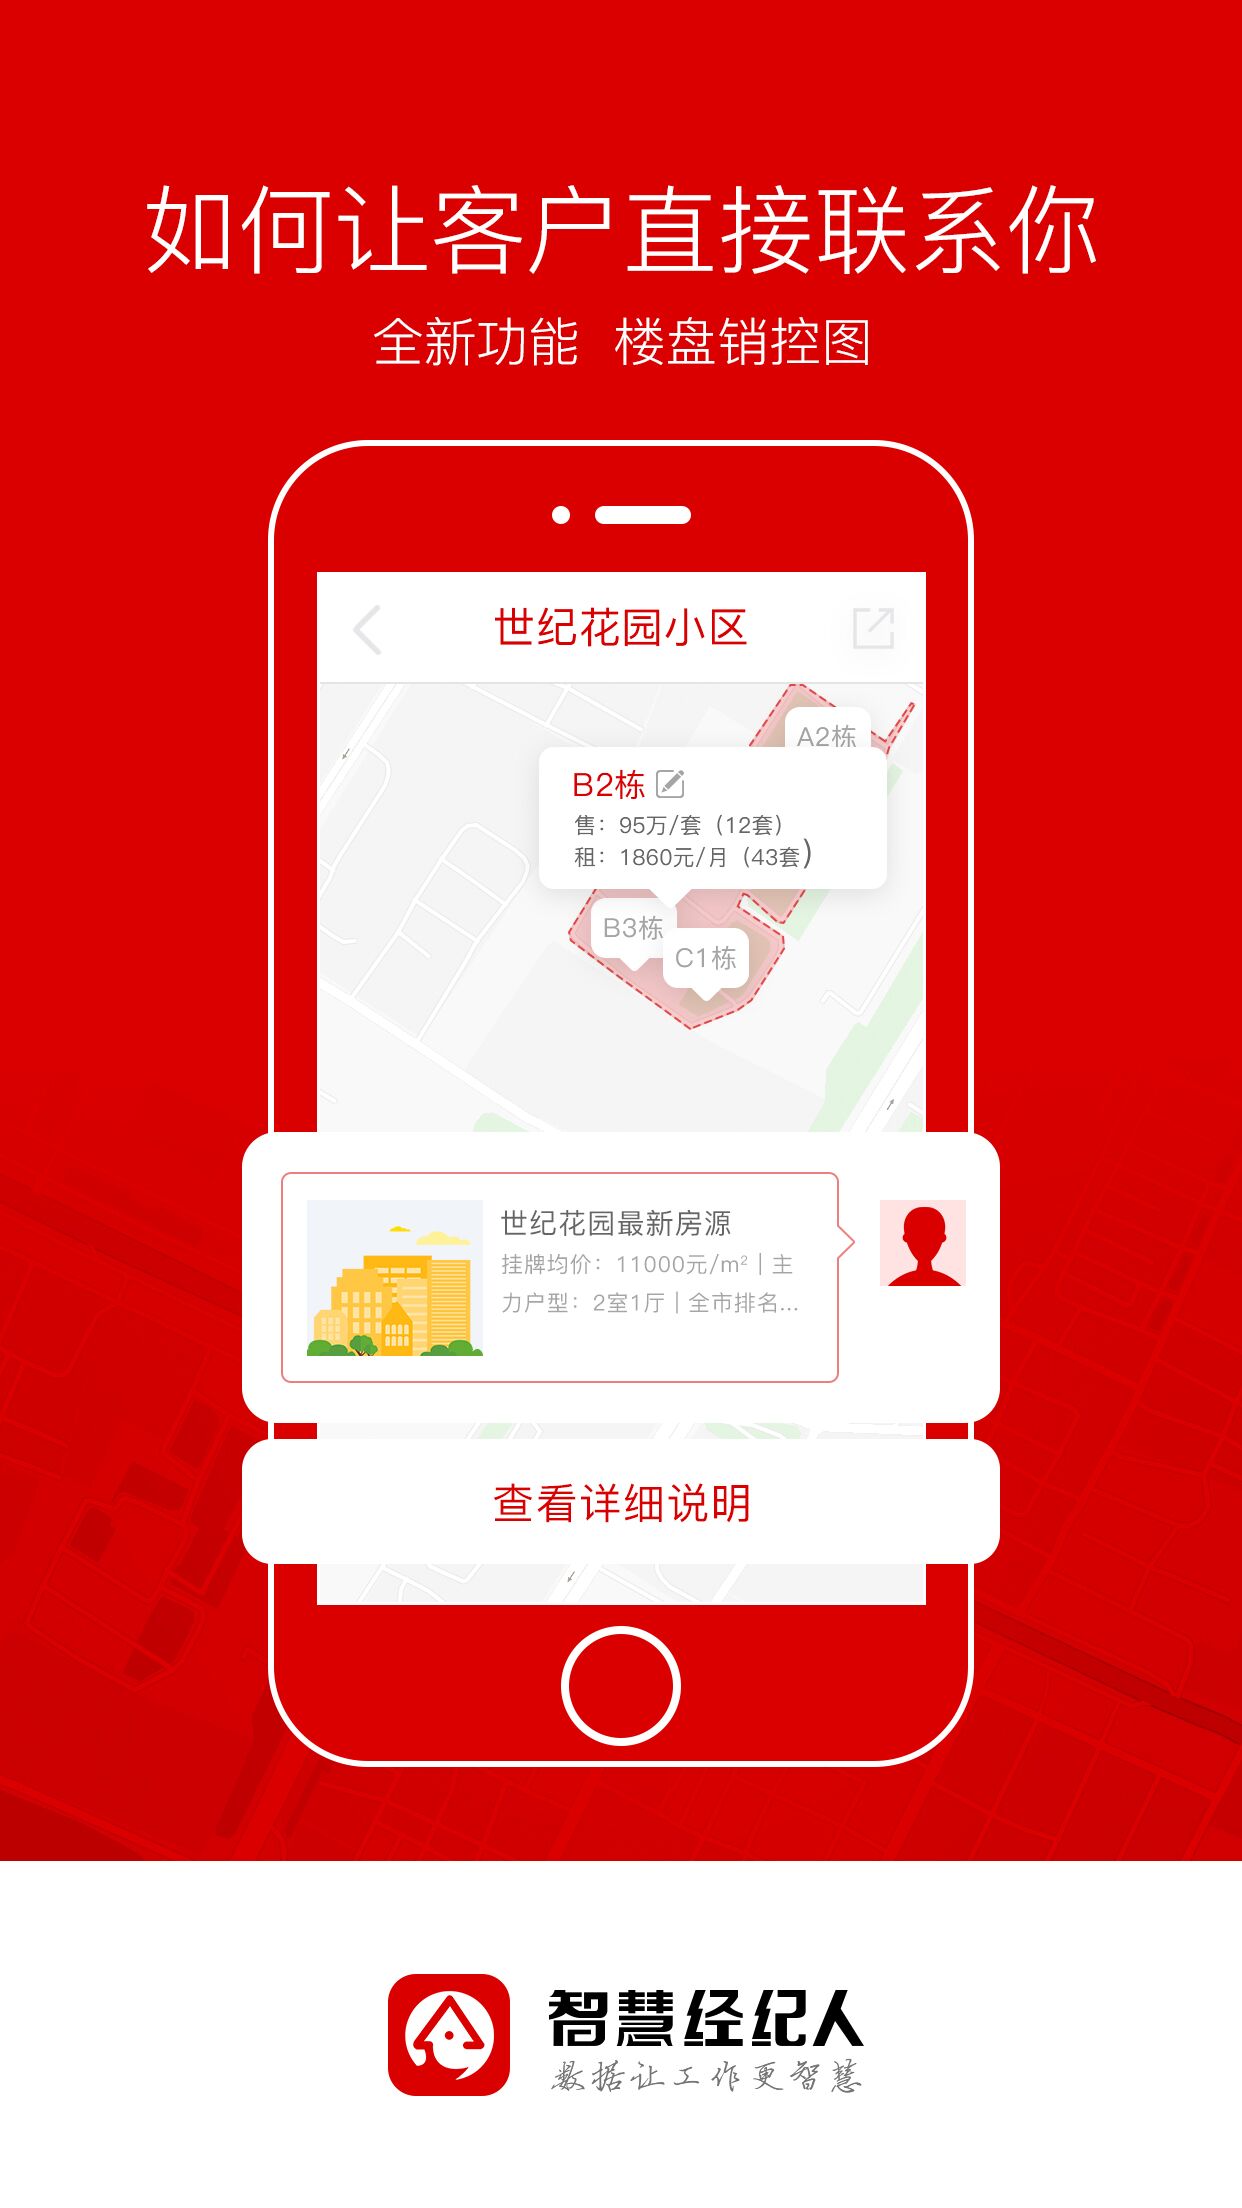 如何让客户直接联系你
全新功能 楼盘销控图
世纪花园小区
A2栋
B2栋
售：95万/套（12套）
租：1860元/月（43套）
B3栋
C1栋
世纪花园最新房源
挂牌均价：11000元/m²｜主
力户型：2室1厅｜全市排名...
查看详细说明
智慧经纪人
数据让工作更智慧